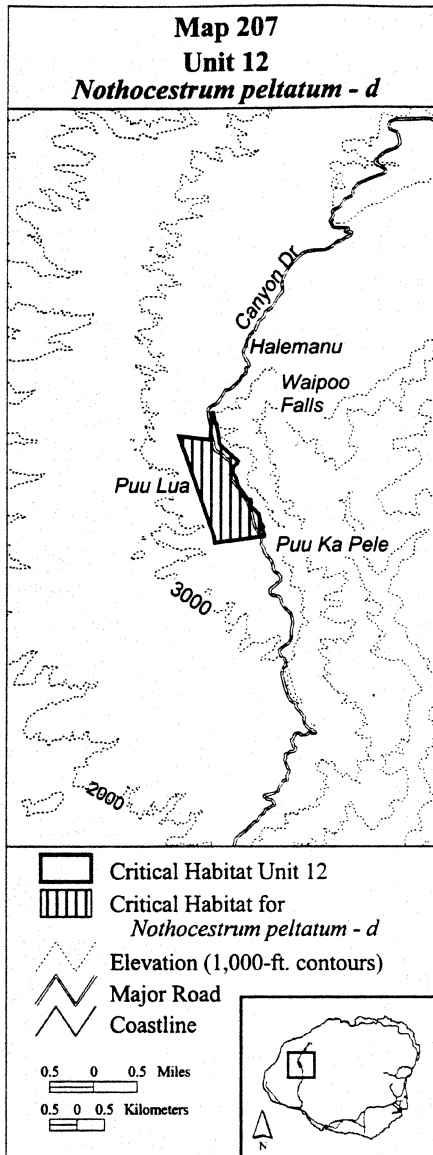 Map 207
Unit 12
Nothocestrum peltatum - d
Canyon Dr
Halemanu
Waipoo
Falls
Puu Lua
Puu Ka Pele
3000
2000
Critical Habitat Unit 12
Critical Habitat for
Nothocestrum peltatum - d
Elevation (1,000-ft. contours)
Major Road
Coastline
0.5 0 0.5 Miles
0.5 0 0.5 Kilometers
N